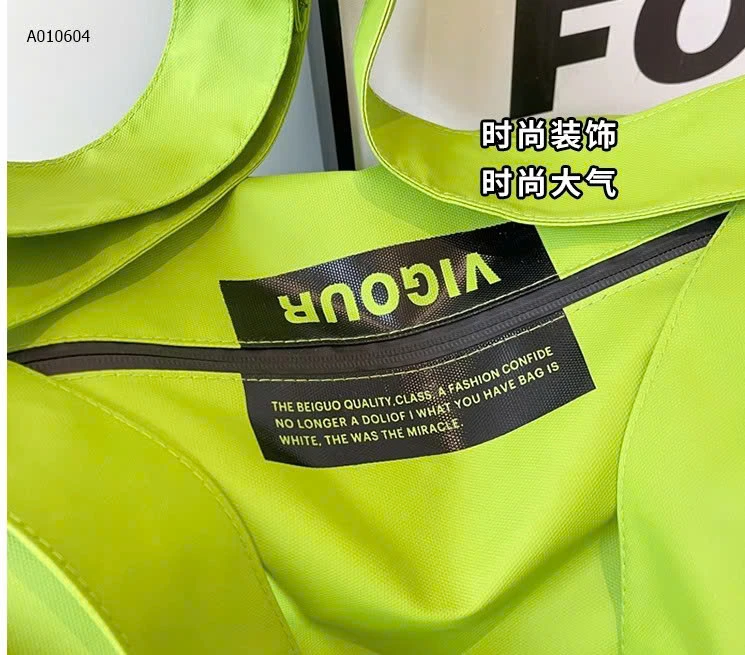 A010604
FO
时尚装饰
时尚大气
VIGOUR
THE BEIGUO QUALITY.CLASS. A FASHION CONFIDE
NO LONGER A DOLIOF I WHAT YOU HAVE BAG IS
WHITE, THE WAS THE MIRACLE.